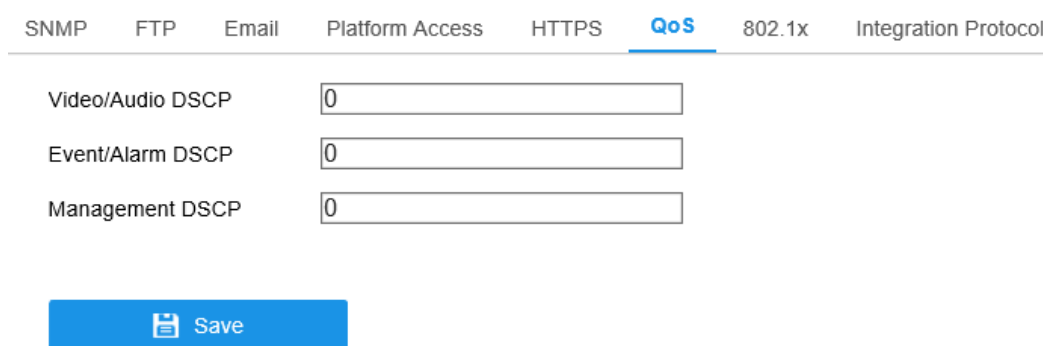 SNMP FTP Email Platform Access HTTPS QoS 802.1x Integration Protocol
Video/Audio DSCP 0
Event/Alarm DSCP 0
Management DSCP 0
Save